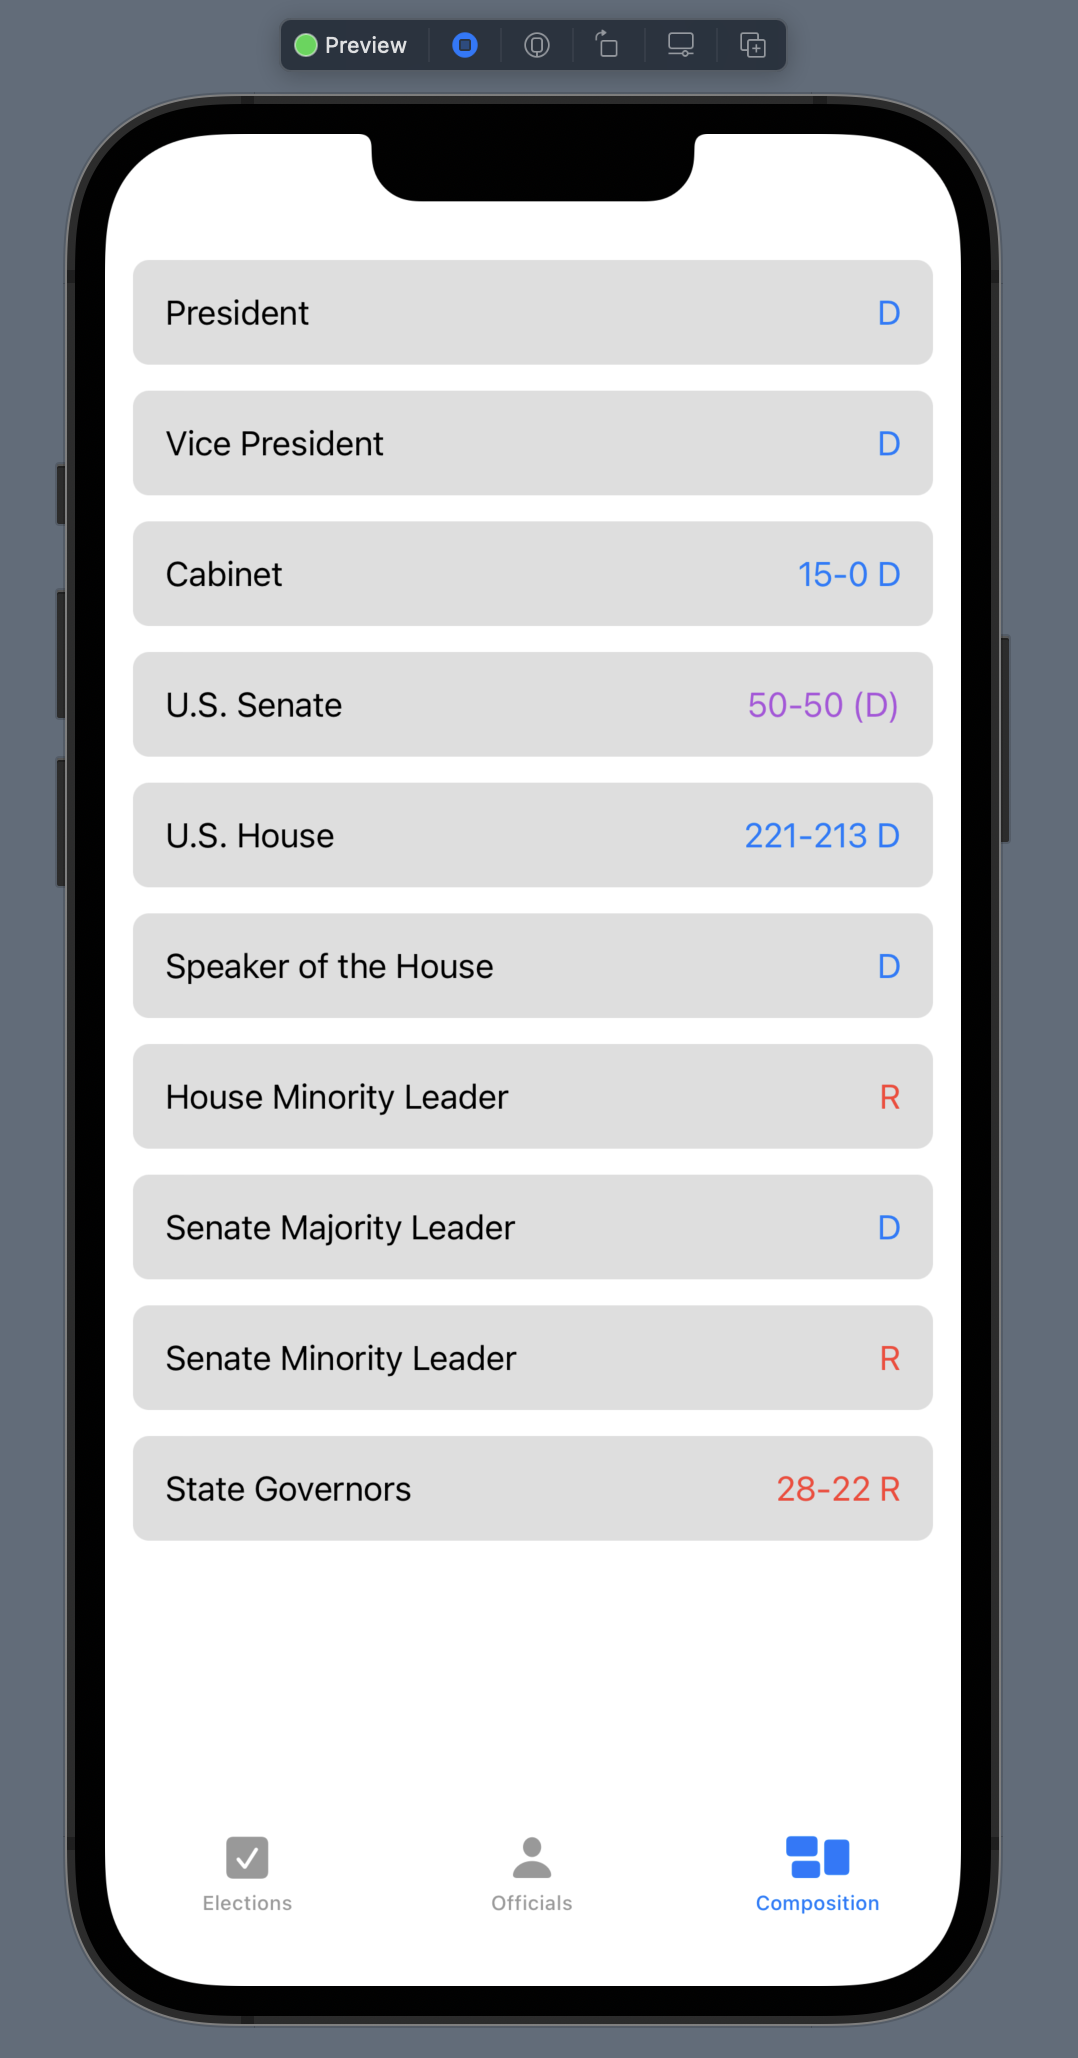 Preview
President D
Vice President D
Cabinet 15-0 D
U.S. Senate 50-50 (D)
U.S. House 221-213 D
Speaker of the House D
House Minority Leader R
Senate Majority Leader D
Senate Minority Leader R
State Governors 28-22 R
Elections Officials Composition